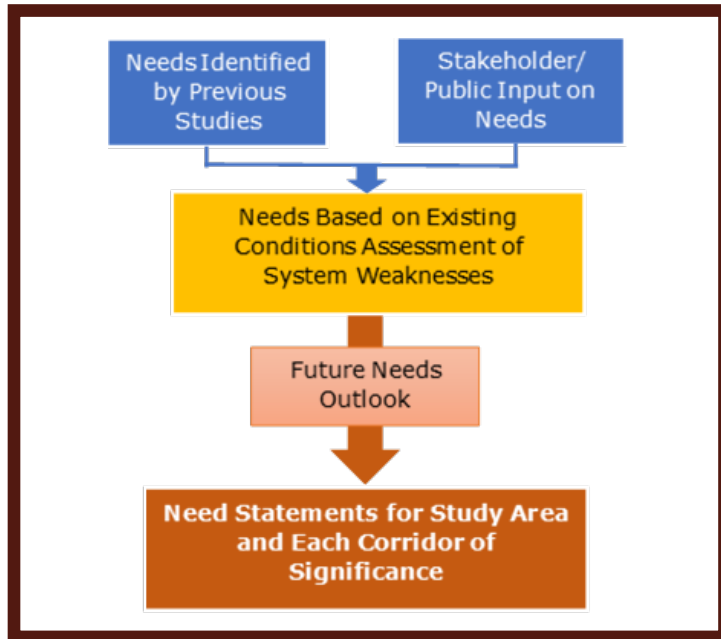 Needs Identified
by Previous
Studies
Stakeholder/
Public Input on
Needs
Needs Based on Existing
Conditions Assessment of
System Weaknesses
Future Needs
Outlook
Need Statements for Study Area
and Each Corridor of
Significance